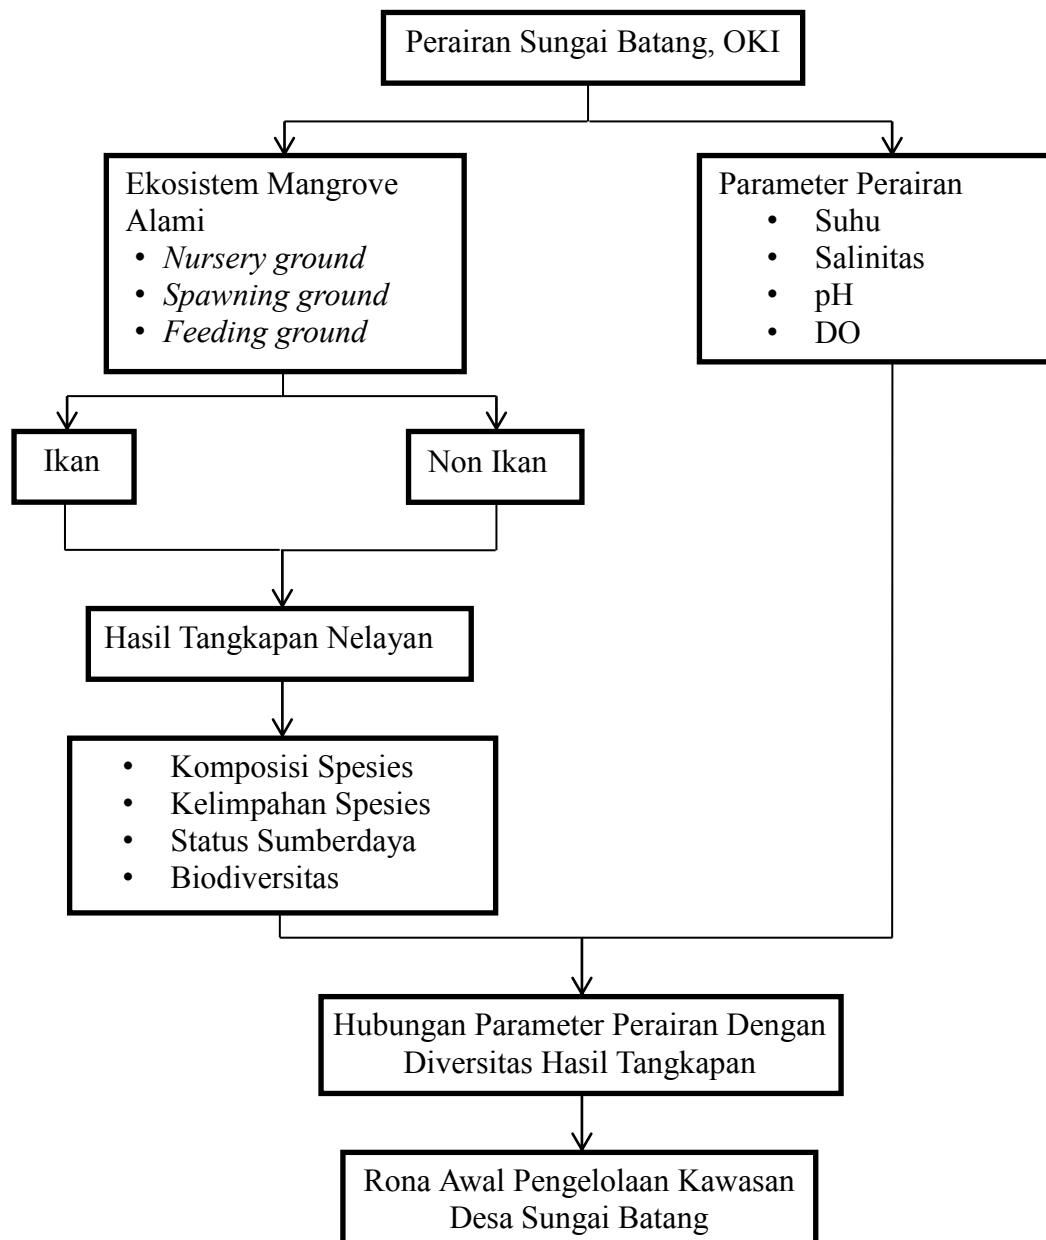 Perairan Sungai Batang, OKI
Ekosistem Mangrove
Alami
• Nursery ground
• Spawning ground
• Feeding ground
Parameter Perairan
• Suhu
• Salinitas
• pH
• DO
Ikan
Non Ikan
Hasil Tangkapan Nelayan
• Komposisi Spesies
• Kelimpahan Spesies
• Status Sumberdaya
• Biodiversitas
Hubungan Parameter Perairan Dengan
Diversitas Hasil Tangkapan
Rona Awal Pengelolaan Kawasan
Desa Sungai Batang